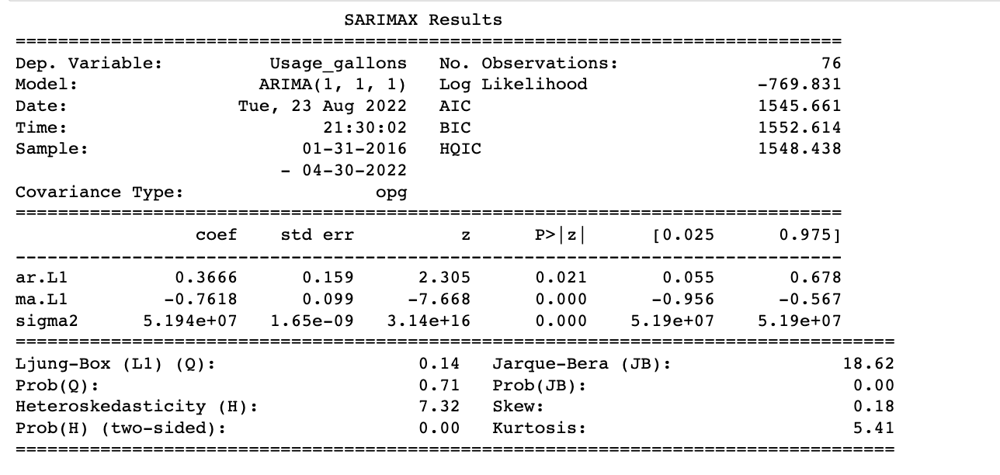 SARIMAX Results
==============================================================================
Dep. Variable: Usage_gallons No. Observations: 76
Model: ARIMA(1, 1, 1) Log Likelihood -769.831
Date: Tue, 23 Aug 2022 AIC 1545.661
Time: 21:30:02 BIC 1552.614
Sample: 01-31-2016 HQIC 1548.438
- 04-30-2022
Covariance Type: opg
==============================================================================
coef std err z P>|z| [0.025 0.975]
------------------------------------------------------------------------------
ar.L1 0.3666 0.159 2.305 0.021 0.055 0.678
ma.L1 -0.7618 0.099 -7.668 0.000 -0.956 -0.567
sigma2 5.194e+07 1.65e-09 3.14e+16 0.000 5.19e+07 5.19e+07
===================================================================================
Ljung-Box (L1) (Q): 0.14 Jarque-Bera (JB): 18.62
Prob(Q): 0.71 Prob(JB): 0.00
Heteroskedasticity (H): 7.32 Skew: 0.18
Prob(H) (two-sided): 0.00 Kurtosis: 5.41
===================================================================================